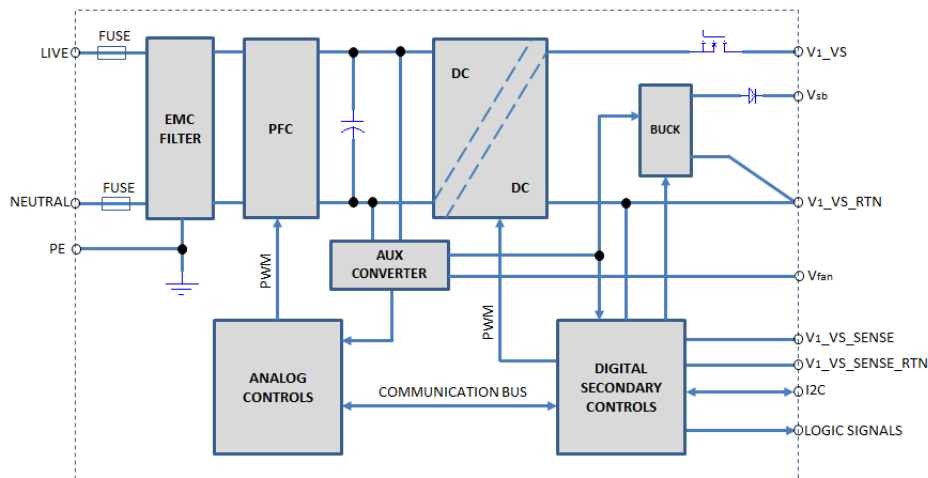 FUSE
LIVE
V1_VS
DC
EMC
FILTER
PFC
Vsb
BUCK
DC
FUSE
NEUTRAL
V1_VS_RTN
PE
AUX
CONVERTER
PWM
Vfan
PWM
V1_VS_SENSE
V1_VS_SENSE_RTN
ANALOG
CONTROLS
DIGITAL
SECONDARY
CONTROLS
COMMUNICATION BUS
I2C
LOGIC SIGNALS